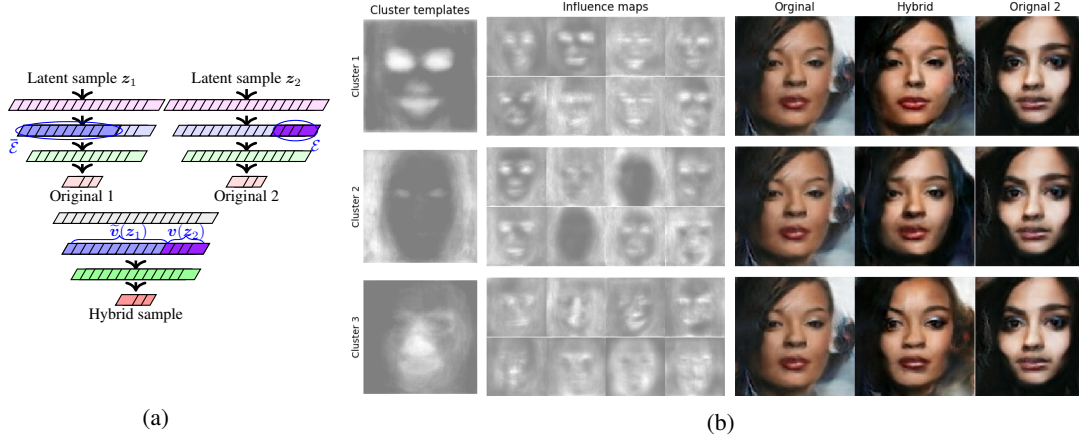 Latent sample z₁
Latent sample z₂
Ɛ̅
Ɛ
Original 1
Original 2
ṽ(z₁)
v(z₂)
Hybrid sample
(a)
Cluster templates
Influence maps
Orginal
Hybrid
Orignal 2
Cluster 1
Cluster 2
Cluster 3
(b)